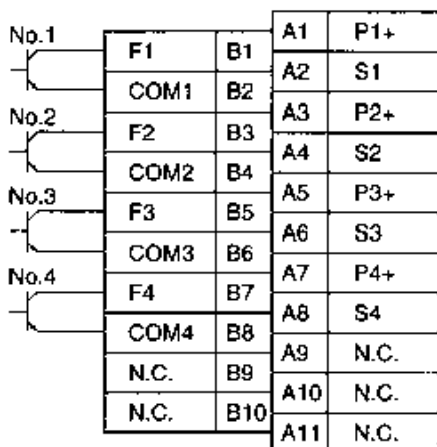 No.1
F1 B1
COM1 B2
No.2
F2 B3
COM2 B4
No.3
F3 B5
COM3 B6
No.4
F4 B7
COM4 B8
N.C. B9
N.C. B10
A1 P1+
A2 S1
A3 P2+
A4 S2
A5 P3+
A6 S3
A7 P4+
A8 S4
A9 N.C.
A10 N.C.
A11 N.C.